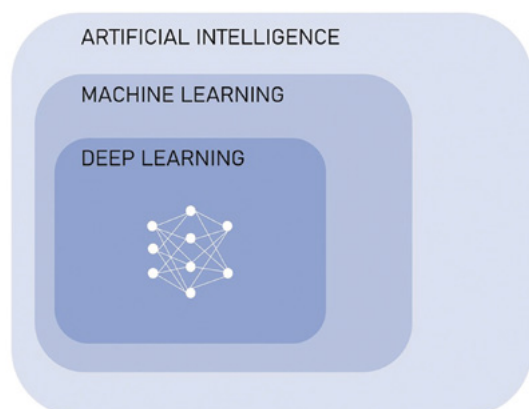 ARTIFICIAL INTELLIGENCE
MACHINE LEARNING
DEEP LEARNING